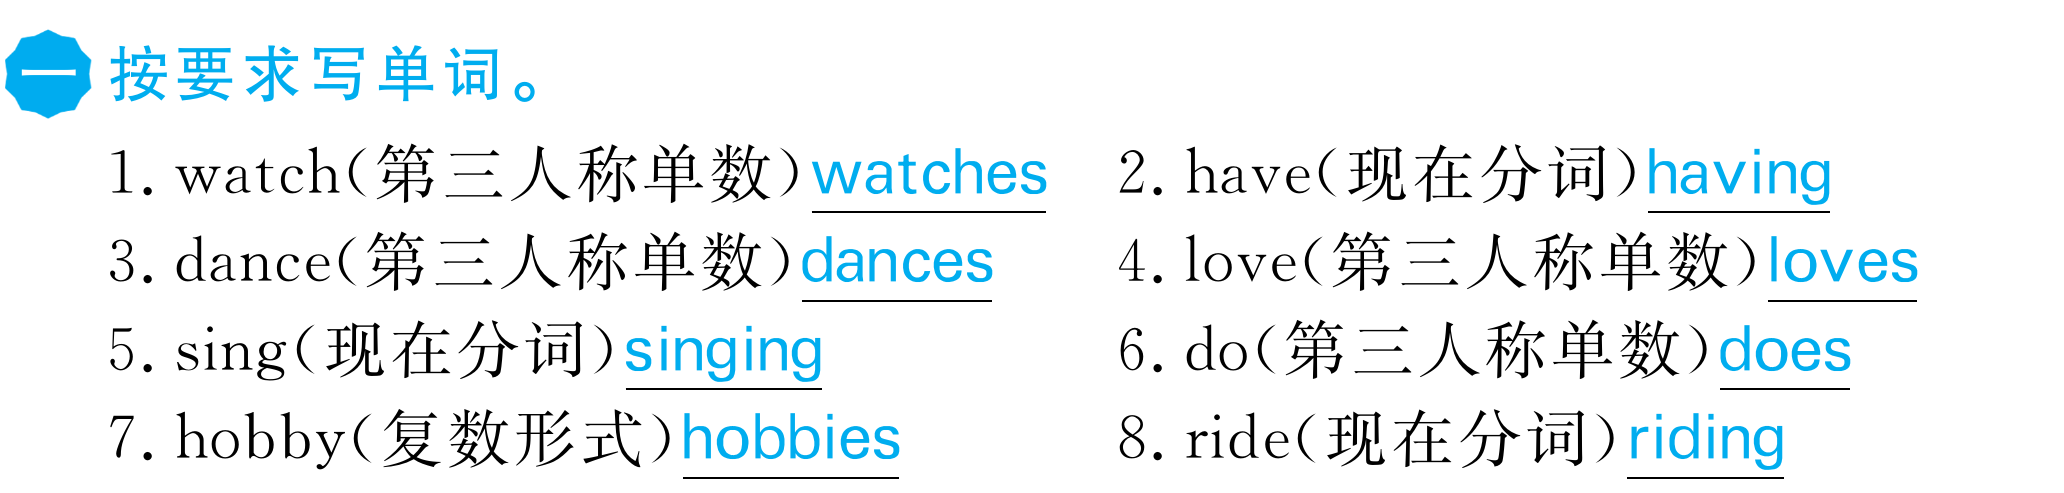 一 按要求写单词。
1. watch(第三人称单数)watches 2. have(现在分词)having
3. dance(第三人称单数)dances 4. love(第三人称单数)loves
5. sing(现在分词)singing 6. do(第三人称单数)does
7. hobby(复数形式)hobbies 8. ride(现在分词)riding